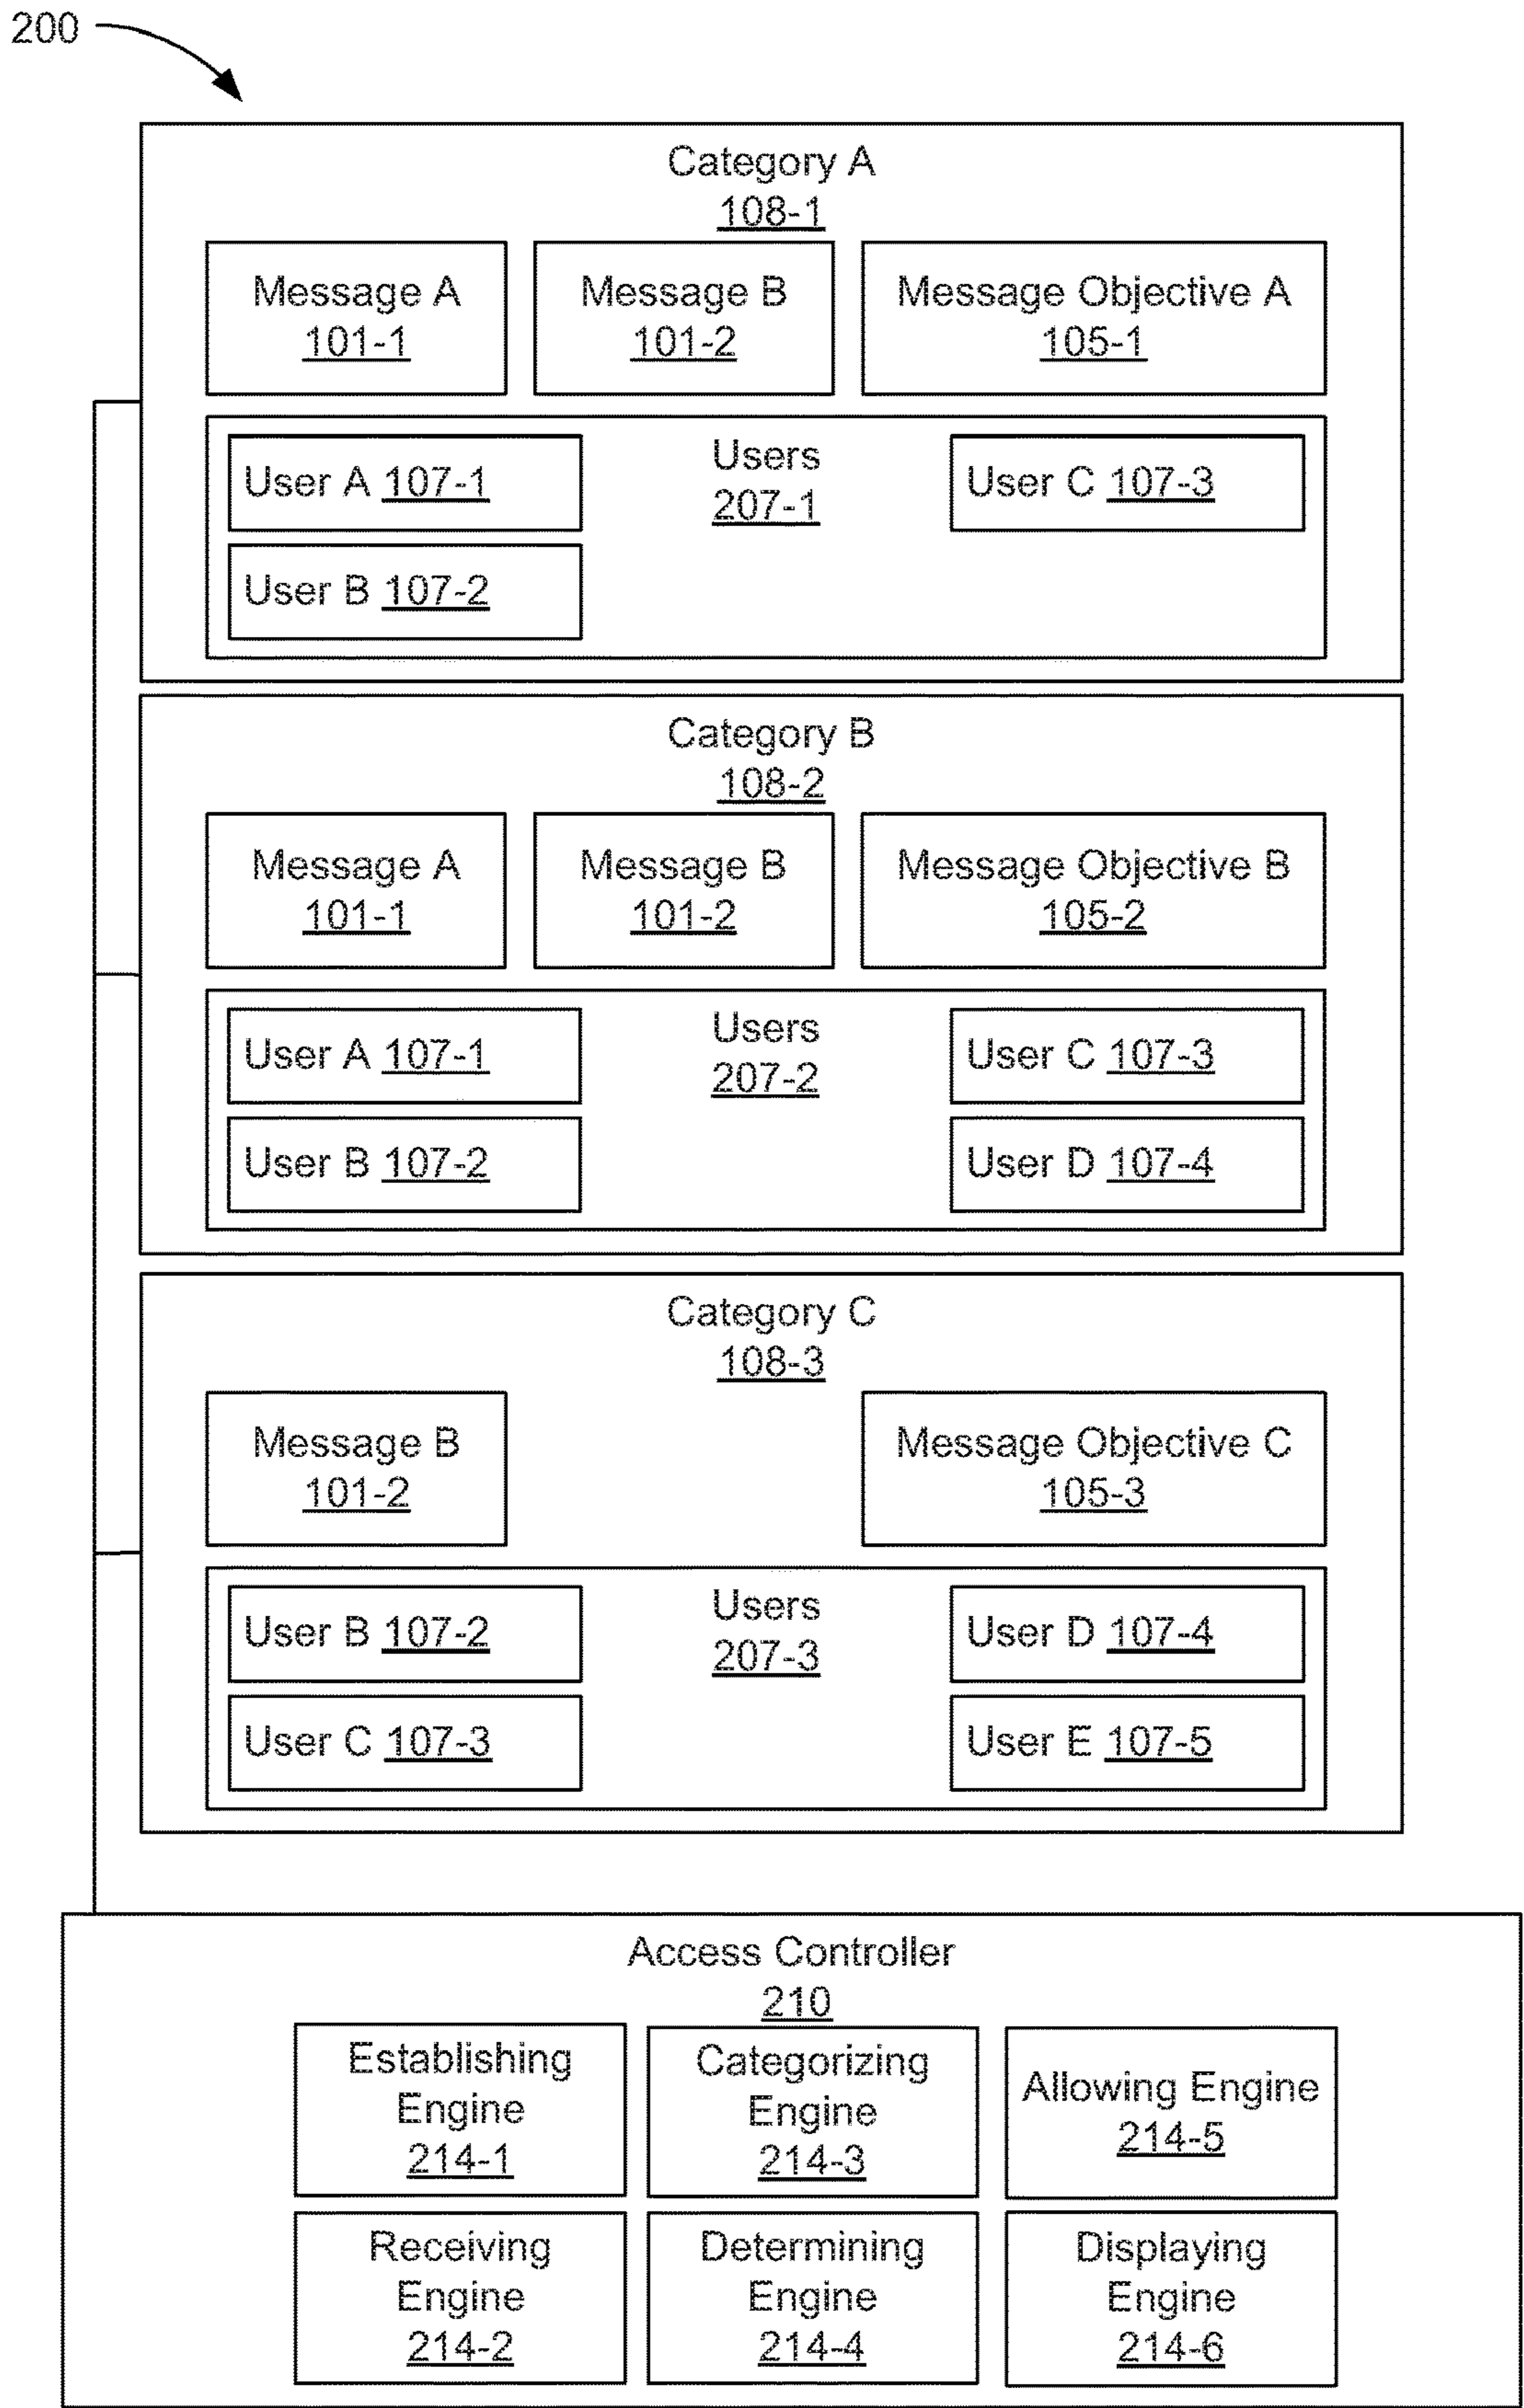 200
Category A
108-1
Message A
101-1
Message B
101-2
Message Objective A
105-1
User A 107-1
User B 107-2
Users
207-1
User C 107-3
Category B
108-2
Message A
101-1
Message B
101-2
Message Objective B
105-2
User A 107-1
User B 107-2
Users
207-2
User C 107-3
User D 107-4
Category C
108-3
Message B
101-2
Message Objective C
105-3
User B 107-2
User C 107-3
Users
207-3
User D 107-4
User E 107-5
Access Controller
210
Establishing
Engine
214-1
Categorizing
Engine
214-3
Allowing Engine
214-5
Receiving
Engine
214-2
Determining
Engine
214-4
Displaying
Engine
214-6